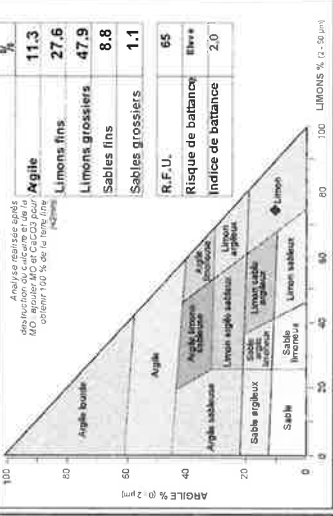 %
Argile 11.3
Limons fins 27.6
Limons grossiers 47.9
Sables fins 8.8
Sables grossiers 1.1
R.F.U. 65
Risque de battance Eleve
Indice de battance 2,0
Analyse réalisée après
destruction du calcaire et de la
MO : ajouter MO et CaCO3 pour
obtenir 100 % de la terre fine
ARGILE % (0 - 2 µm)
100
80
60
40
20
0
Argile lourde
Argile
Argile sableuse
Argile limono
sableuse
Argile
limoneuse
Limon argilo sableux
Limon
argileux
Sable argileux
Sable
argilo
limoneux
Limon sablo
argileux
Limon
Sable
Sable
limoneux
Limon sableux
0
20
40
60
80
100
LIMONS % (2 - 50 µm)